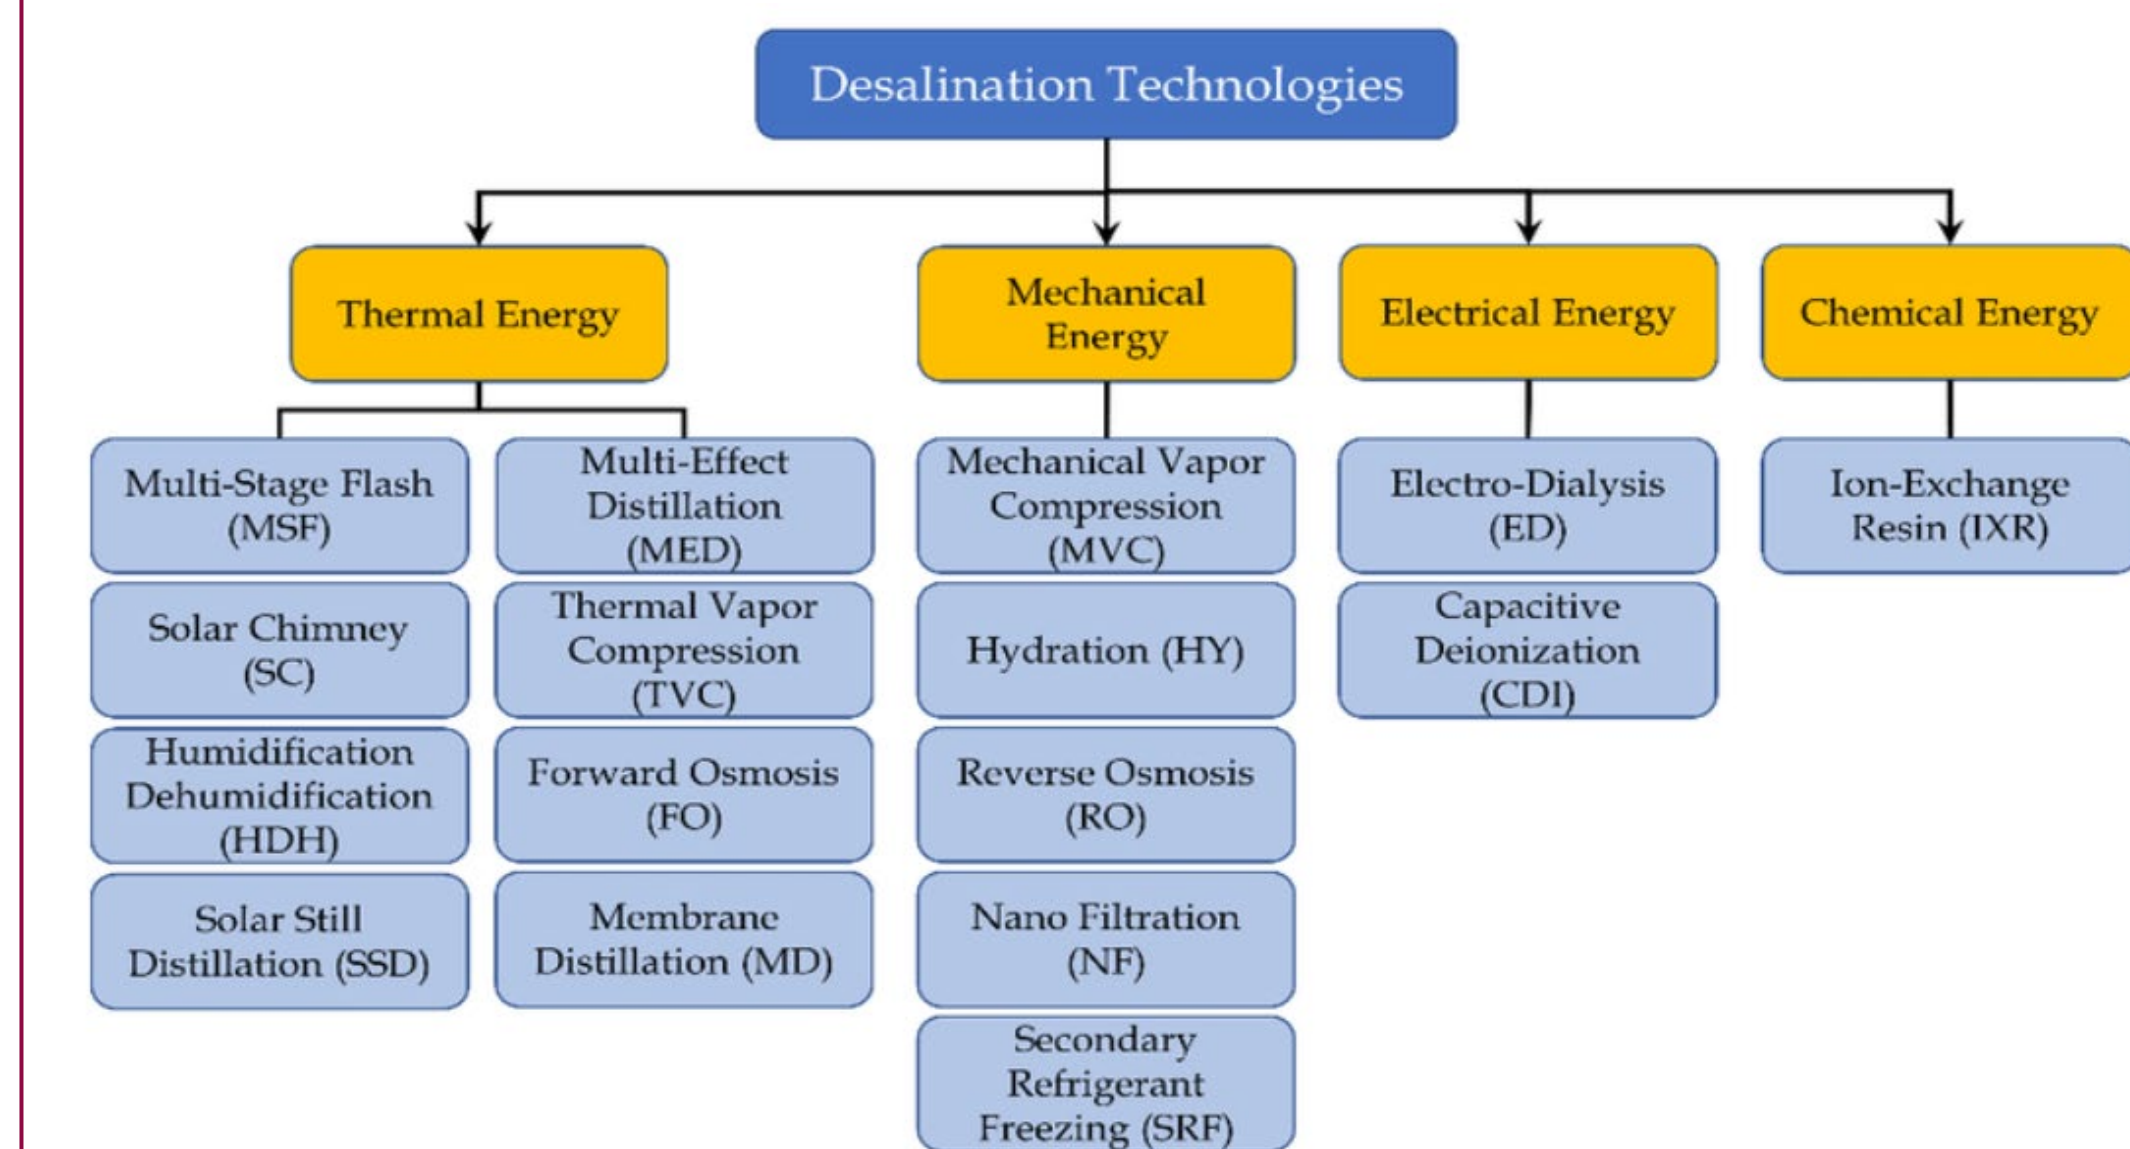 Desalination Technologies
Thermal Energy
Mechanical
Energy
Electrical Energy
Chemical Energy
Multi-Stage Flash
(MSF)
Solar Chimney
(SC)
Humidification
Dehumidification
(HDH)
Solar Still
Distillation (SSD)
Multi-Effect
Distillation
(MED)
Thermal Vapor
Compression
(TVC)
Forward Osmosis
(FO)
Membrane
Distillation (MD)
Mechanical Vapor
Compression
(MVC)
Hydration (HY)
Reverse Osmosis
(RO)
Nano Filtration
(NF)
Secondary
Refrigerant
Freezing (SRF)
Electro-Dialysis
(ED)
Capacitive
Deionization
(CDI)
Ion-Exchange
Resin (IXR)